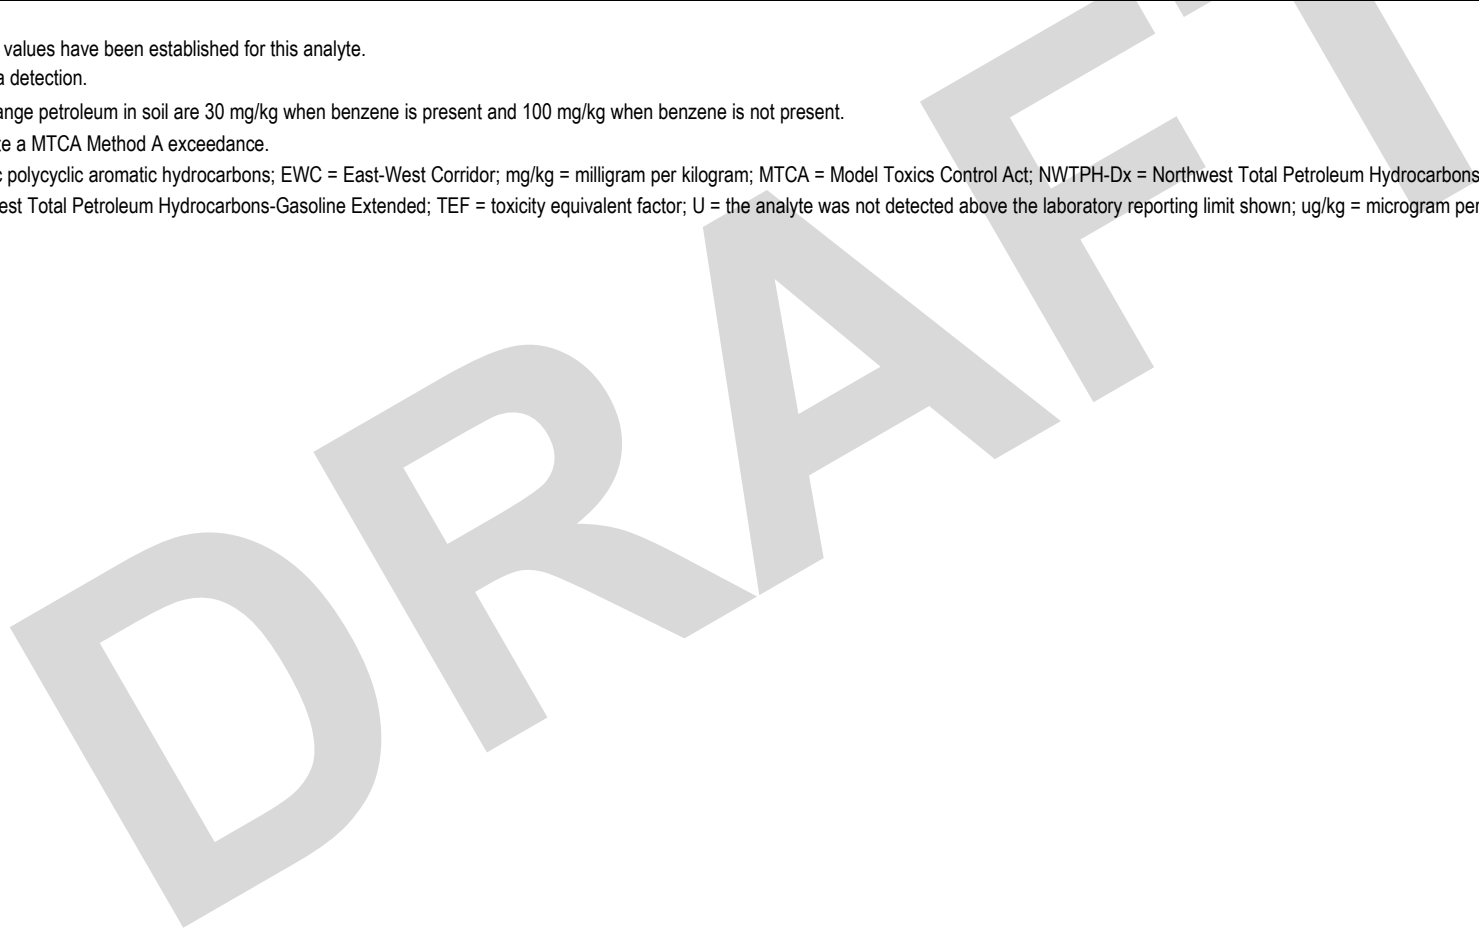 values have been established for this analyte.
a detection.
ange petroleum in soil are 30 mg/kg when benzene is present and 100 mg/kg when benzene is not present.
te a MTCA Method A exceedance.
c polycyclic aromatic hydrocarbons; EWC = East-West Corridor; mg/kg = milligram per kilogram; MTCA = Model Toxics Control Act; NWTPH-Dx = Northwest Total Petroleum Hydrocarbons
est Total Petroleum Hydrocarbons-Gasoline Extended; TEF = toxicity equivalent factor; U = the analyte was not detected above the laboratory reporting limit shown; ug/kg = microgram per
DRAFT